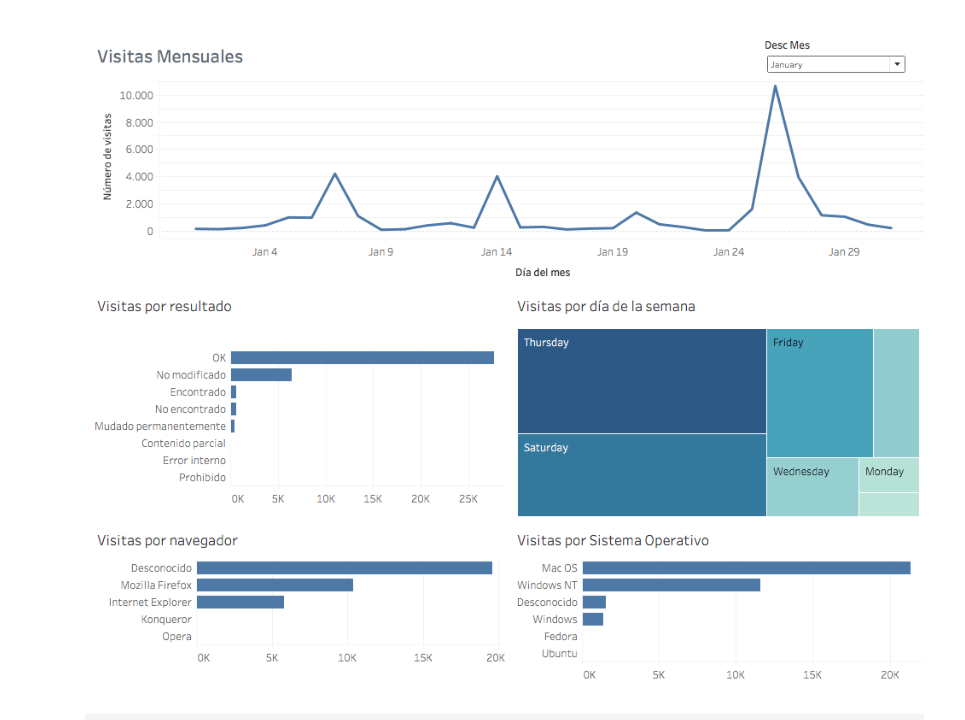 Desc Mes
Visitas Mensuales
January
Número de visitas
10.000
8.000
6.000
4.000
2.000
0
Jan 4 Jan 9 Jan 14 Jan 19 Jan 24 Jan 29
Día del mes
Visitas por resultado
OK
No modificado
Encontrado
No encontrado
Mudado permanentemente
Contenido parcial
Error interno
Prohibido
0K 5K 10K 15K 20K 25K
Visitas por día de la semana
Thursday
Friday
Saturday
Wednesday
Monday
Visitas por navegador
Desconocido
Mozilla Firefox
Internet Explorer
Konqueror
Opera
0K 5K 10K 15K 20K
Visitas por Sistema Operativo
Mac OS
Windows NT
Desconocido
Windows
Fedora
Ubuntu
0K 5K 10K 15K 20K